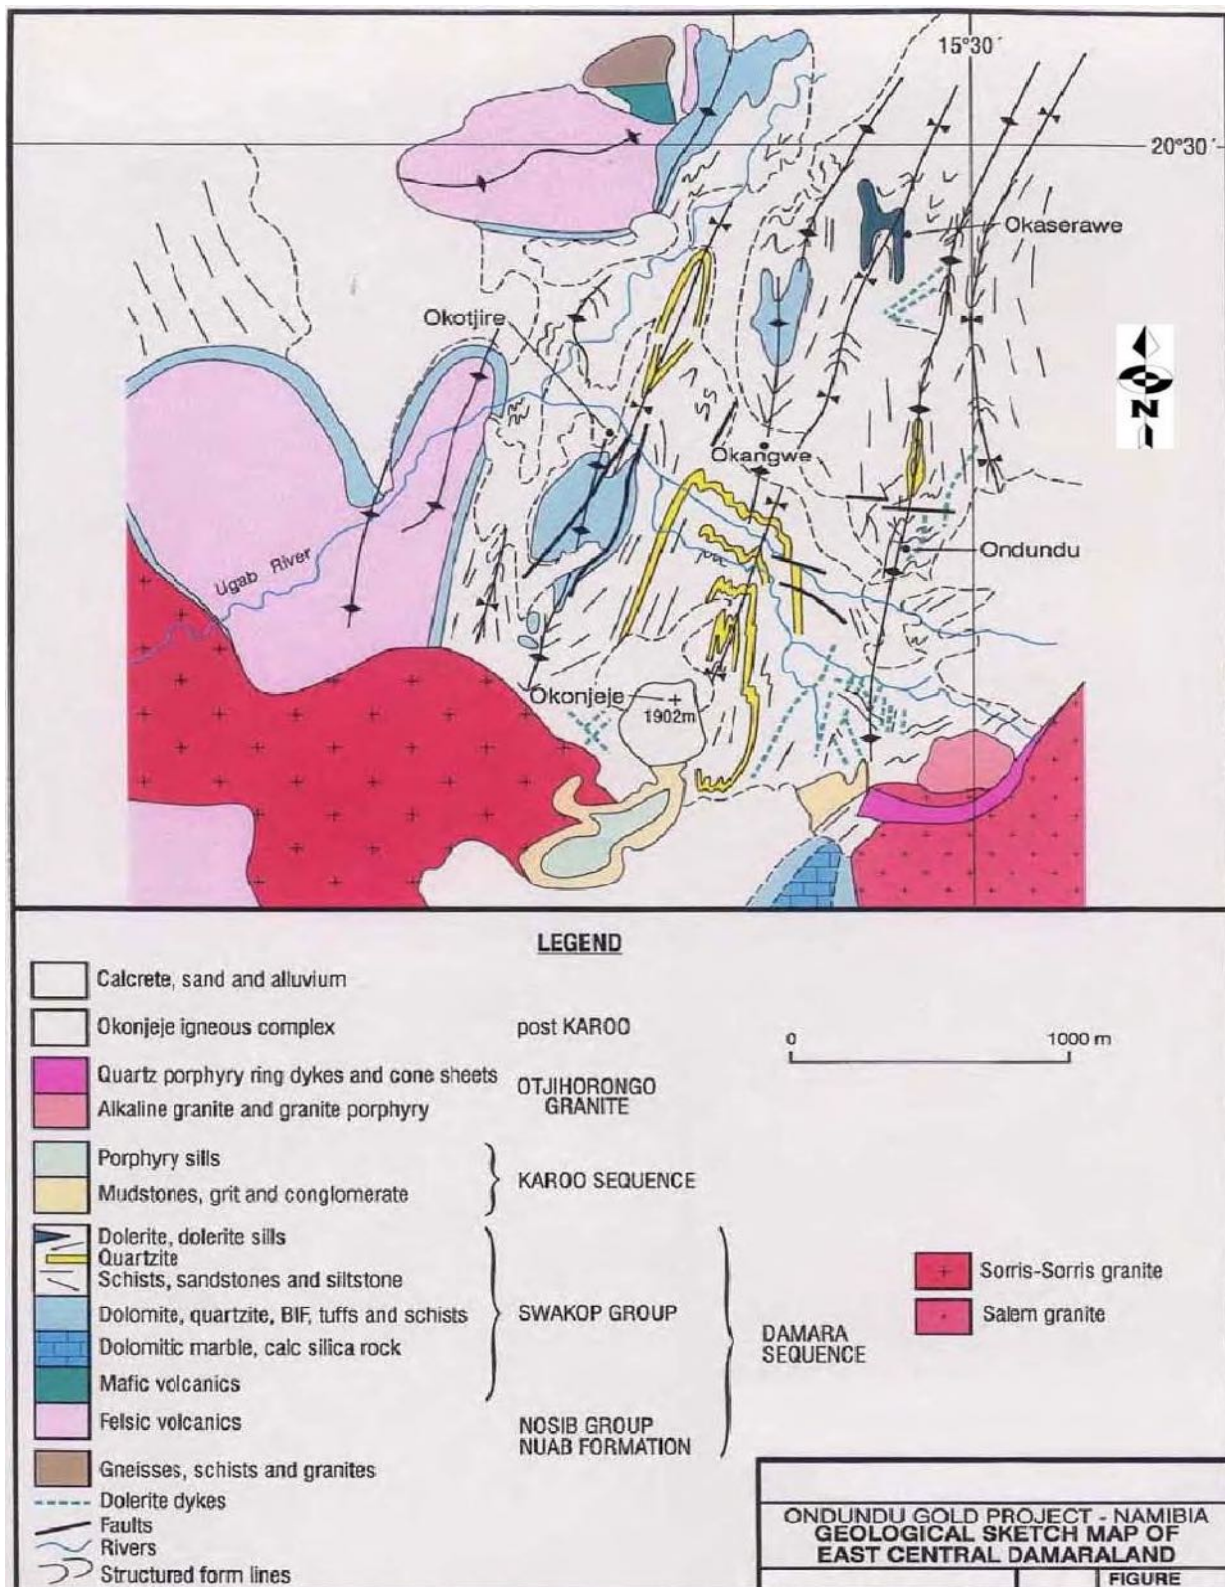 15°30´
20°30´
Okaserawe
Okotjire
N
Okangwe
Ugab River
Ondundu
Okonjeje
1902m
LEGEND
Calcrete, sand and alluvium
Okonjeje igneous complex
post KAROO
0
1000 m
Quartz porphyry ring dykes and cone sheets
Alkaline granite and granite porphyry
OTJIHORONGO
GRANITE
Porphyry sills
Mudstones, grit and conglomerate
KAROO SEQUENCE
Dolerite, dolerite sills
Quartzite
Schists, sandstones and siltstone
Dolomite, quartzite, BIF, tuffs and schists
Dolomitic marble, calc silica rock
Mafic volcanics
SWAKOP GROUP
Felsic volcanics
NOSIB GROUP
NUAB FORMATION
DAMARA
SEQUENCE
Sorris-Sorris granite
Salem granite
Gneisses, schists and granites
Dolerite dykes
Faults
Rivers
Structured form lines
ONDUNDU GOLD PROJECT - NAMIBIA
GEOLOGICAL SKETCH MAP OF
EAST CENTRAL DAMARALAND
FIGURE